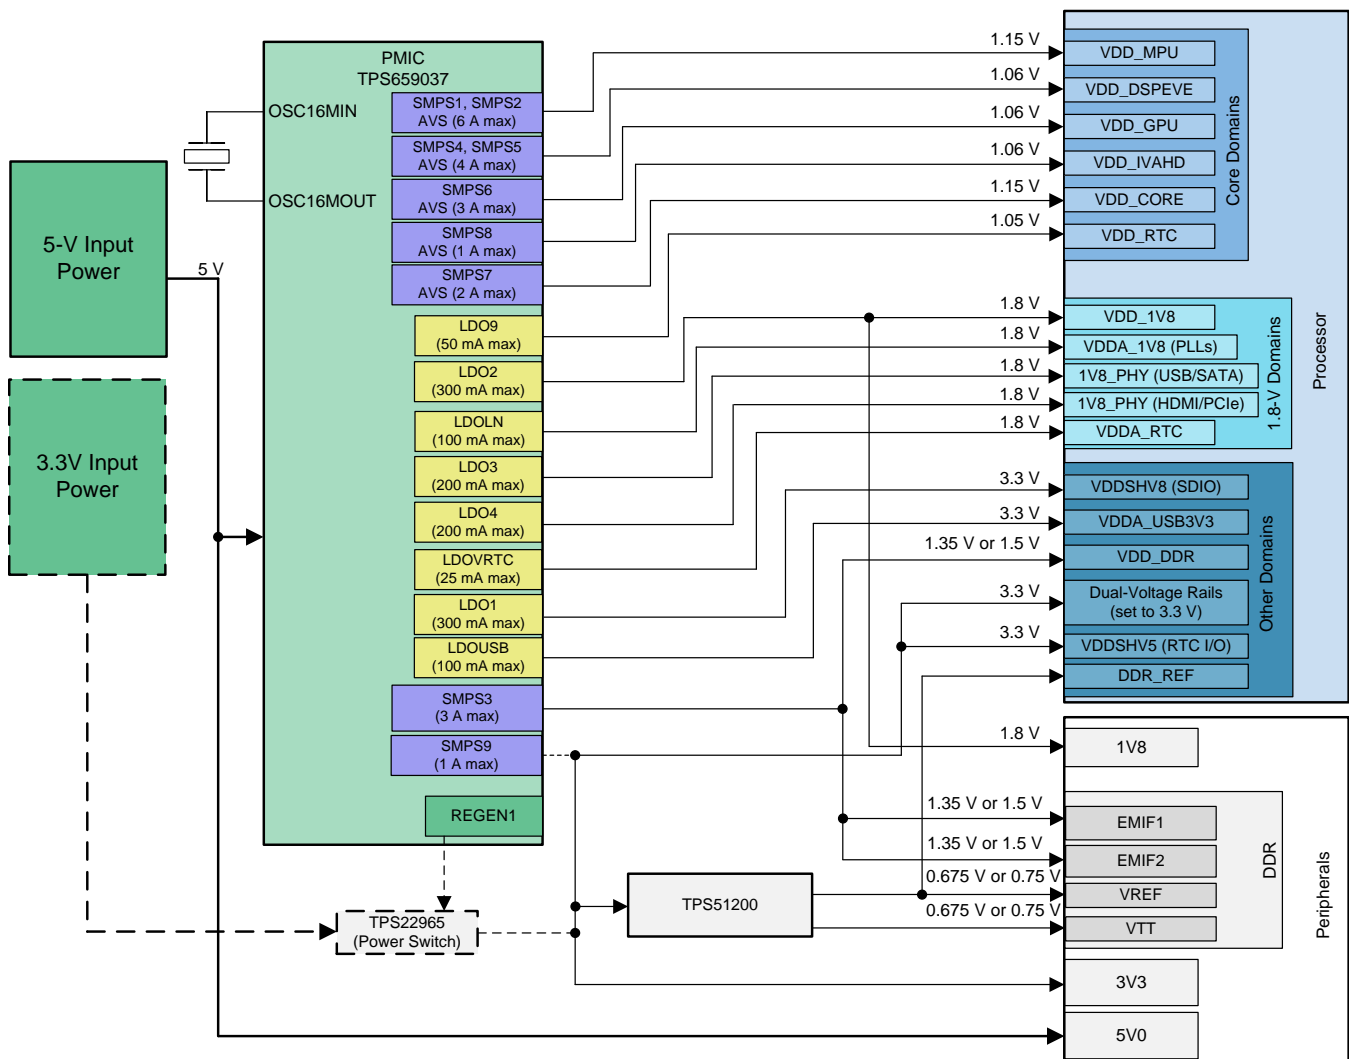 5-V Input
Power
5 V
3.3V Input
Power
PMIC
TPS659037
OSC16MIN
OSC16MOUT
SMPS1, SMPS2
AVS (6 A max)
SMPS4, SMPS5
AVS (4 A max)
SMPS6
AVS (3 A max)
SMPS8
AVS (1 A max)
SMPS7
AVS (2 A max)
LDO9
(50 mA max)
LDO2
(300 mA max)
LDOLN
(100 mA max)
LDO3
(200 mA max)
LDO4
(200 mA max)
LDOVRTC
(25 mA max)
LDO1
(300 mA max)
LDOUSB
(100 mA max)
SMPS3
(3 A max)
SMPS9
(1 A max)
REGEN1
TPS22965
(Power Switch)
TPS51200
1.15 V
1.06 V
1.06 V
1.06 V
1.15 V
1.05 V
1.8 V
1.8 V
1.8 V
1.8 V
1.8 V
3.3 V
3.3 V
1.35 V or 1.5 V
3.3 V
3.3 V
1.8 V
1.35 V or 1.5 V
1.35 V or 1.5 V
0.675 V or 0.75 V
0.675 V or 0.75 V
VDD_MPU
VDD_DSPEVE
VDD_GPU
VDD_IVAHD
VDD_CORE
VDD_RTC
Core Domains
VDD_1V8
VDDA_1V8 (PLLs)
1V8_PHY (USB/SATA)
1V8_PHY (HDMI/PCIe)
VDDA_RTC
1.8-V Domains
VDDSHV8 (SDIO)
VDDA_USB3V3
VDD_DDR
Dual-Voltage Rails
(set to 3.3 V)
VDDSHV5 (RTC I/O)
DDR_REF
Other Domains
Processor
1V8
EMIF1
EMIF2
VREF
VTT
DDR
3V3
5V0
Peripherals